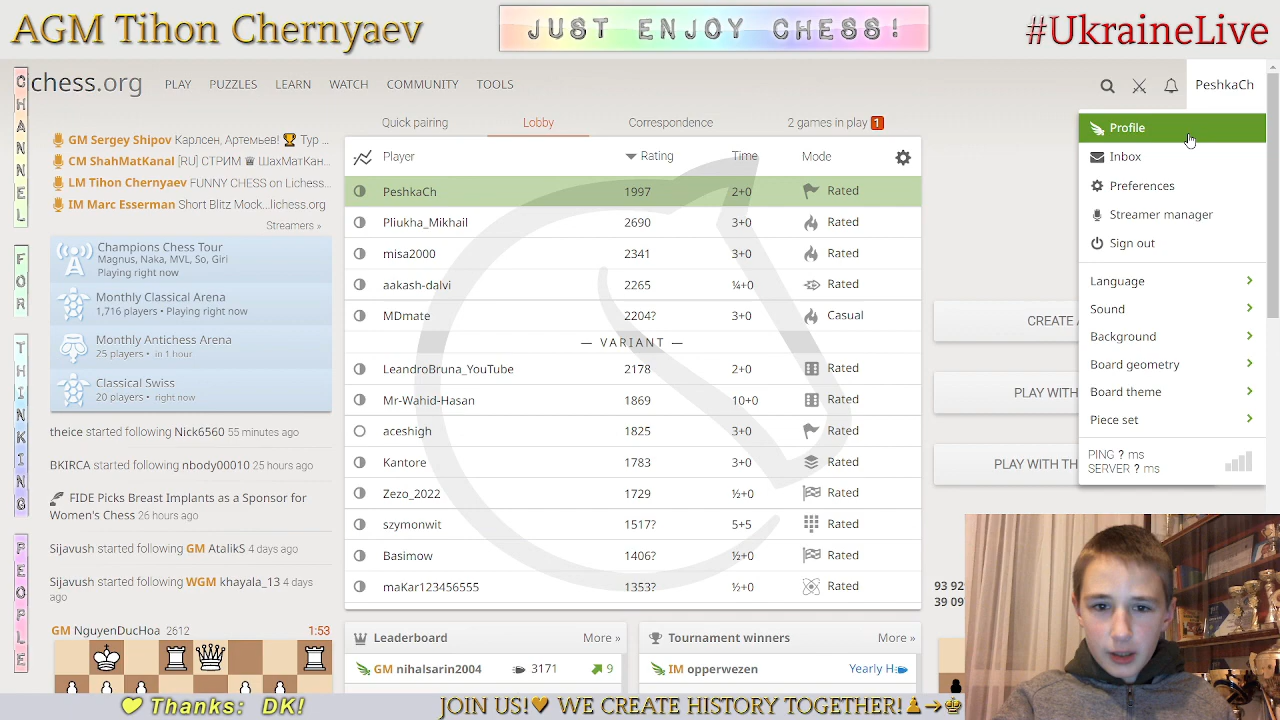 AGM Tihon Chernyaev
JUST ENJOY CHESS!
#UkraineLive
CHANNEL
FOR
THINKING
PEOPLE
chess.org
PLAY PUZZLES LEARN WATCH COMMUNITY TOOLS
PeshkaCh
GM Sergey Shipov Карлсен, Артемьев! 🏆 Тур ...
CM ShahMatKanal [RU] СТРИМ ♕ ШахМатКан...
LM Tihon Chernyaev FUNNY CHESS on Lichess...
IM Marc Esserman Short Blitz Mock...lichess.org
Streamers »
Champions Chess Tour
Magnus, Naka, MVL, So, Giri
Playing right now
Monthly Classical Arena
1,716 players • Playing right now
Monthly Antichess Arena
25 players • in 1 hour
Classical Swiss
20 players • right now
theice started following Nick6560 55 minutes ago
BKIRCA started following nbody00010 25 hours ago
FIDE Picks Breast Implants as a Sponsor for
Women's Chess 26 hours ago
Sijavush started following GM AtalikS 4 days ago
Sijavush started following WGM khayala_13 4 days
ago
GM NguyenDucHoa 2612 1:53
Quick pairing Lobby Correspondence 2 games in play 1
Player Rating Time Mode
PeshkaCh 1997 2+0 Rated
Pliukha_Mikhail 2690 3+0 Rated
misa2000 2341 3+0 Rated
aakash-dalvi 2265 ¼+0 Rated
MDmate 2204? 3+0 Casual
— VARIANT —
LeandroBruna_YouTube 2178 2+0 Rated
Mr-Wahid-Hasan 1869 10+0 Rated
aceshigh 1825 3+0 Rated
Kantore 1783 3+0 Rated
Zezo_2022 1729 ½+0 Rated
szymonwit 1517? 5+5 Rated
Basimow 1406? ½+0 Rated
maKar123456555 1353? ½+0 Rated
Leaderboard More »
GM nihalsarin2004 3171 9
Tournament winners More »
IM opperwezen Yearly H
CREATE A
PLAY WITH
PLAY WITH TH
93 92
39 09
Profile
Inbox
Preferences
Streamer manager
Sign out
Language
Sound
Background
Board geometry
Board theme
Piece set
PING ? ms
SERVER ? ms
Thanks: DK!
JOIN US!♥ WE CREATE HISTORY TOGETHER!♟→♚